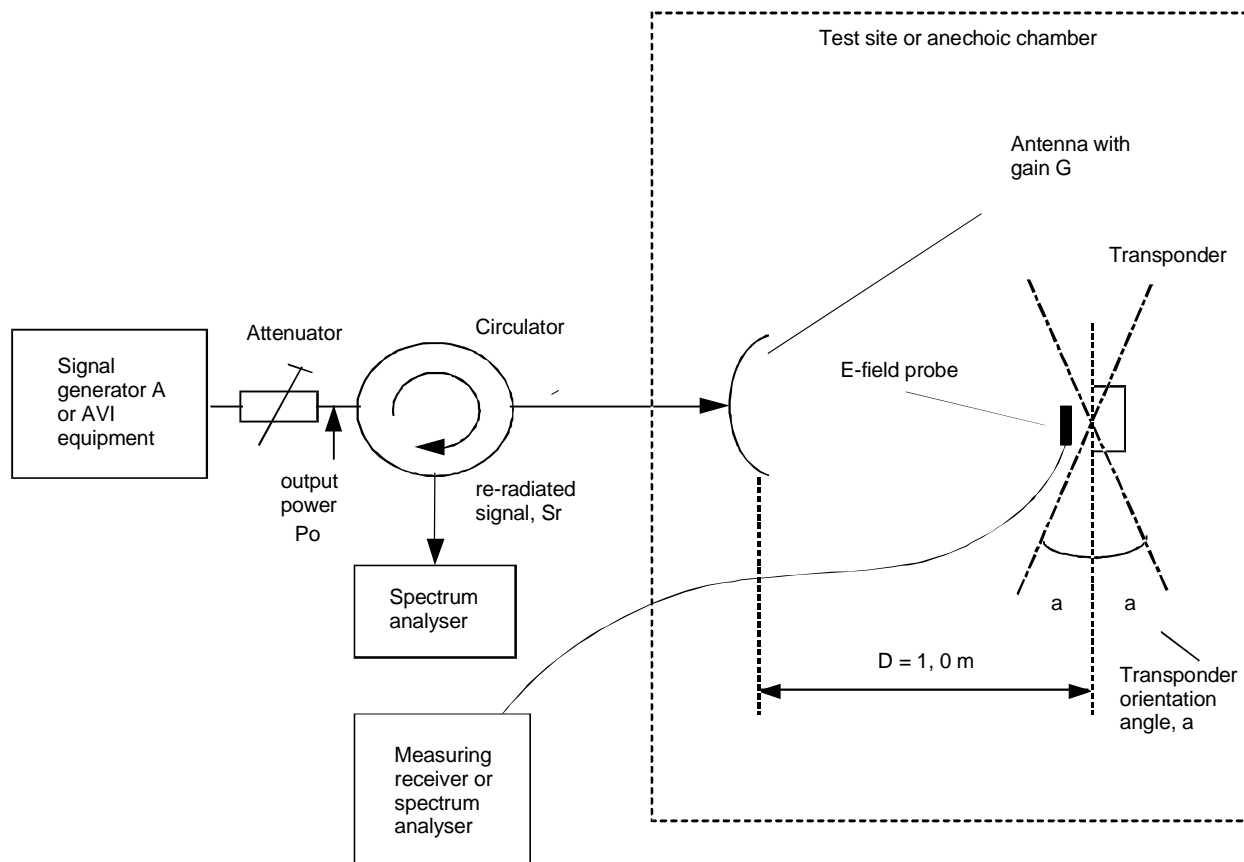 Test site or anechoic chamber
Antenna with
gain G
Transponder
Attenuator
Circulator
Signal
generator A
or AVI
equipment
E-field probe
output
power
Po
re-radiated
signal, Sr
Spectrum
analyser
a
a
D = 1, 0 m
Transponder
orientation
angle, a
Measuring
receiver or
spectrum
analyser